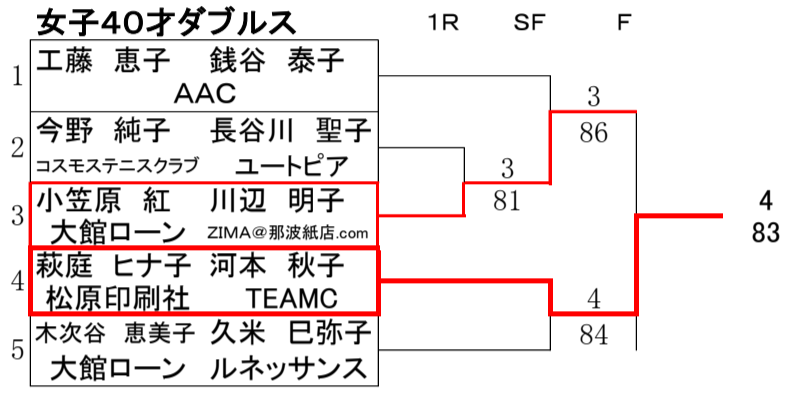 女子40才ダブルス 1R SF F
1 工藤 恵子 銭谷 泰子
AAC
2 今野 純子 長谷川 聖子
コスモステニスクラブ ユートピア
3 小笠原 紅 川辺 明子
大館ローン ZIMA@那波紙店.com
4 萩庭 ヒナ子 河本 秋子
松原印刷社 TEAMC
5 木次谷 恵美子 久米 巳弥子
大館ローン ルネッサンス
3
81
3
86
4
84
4
83